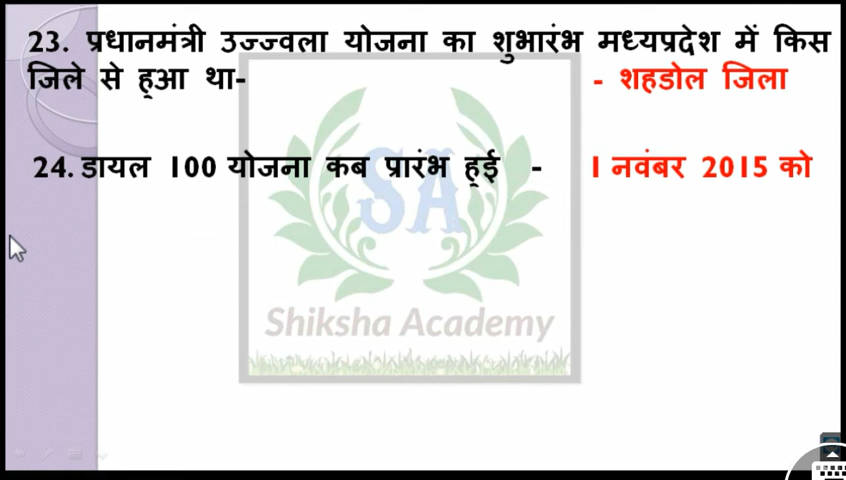 23. प्रधानमंत्री उज्ज्वला योजना का शुभारंभ मध्यप्रदेश में किस
जिले से हुआ था- - शहडोल जिला
24. डायल 100 योजना कब प्रारंभ हुई - 1 नवंबर 2015 को
SA
Shiksha Academy